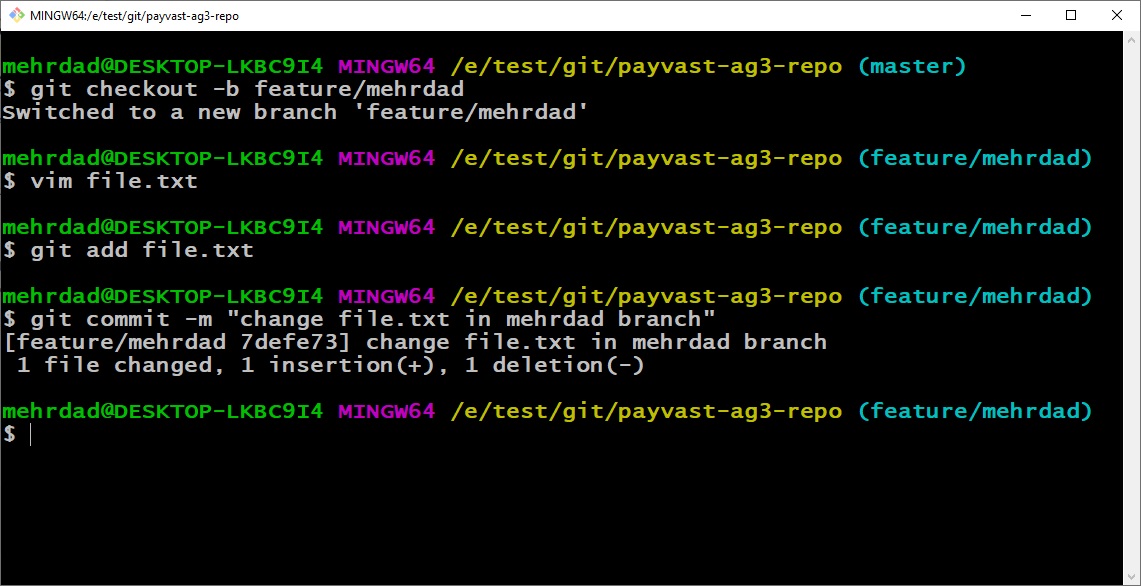 MINGW64:/e/test/git/payvast-ag3-repo
mehrdad@DESKTOP-LKBC9I4 MINGW64 /e/test/git/payvast-ag3-repo (master)
$ git checkout -b feature/mehrdad
Switched to a new branch 'feature/mehrdad'
mehrdad@DESKTOP-LKBC9I4 MINGW64 /e/test/git/payvast-ag3-repo (feature/mehrdad)
$ vim file.txt
mehrdad@DESKTOP-LKBC9I4 MINGW64 /e/test/git/payvast-ag3-repo (feature/mehrdad)
$ git add file.txt
mehrdad@DESKTOP-LKBC9I4 MINGW64 /e/test/git/payvast-ag3-repo (feature/mehrdad)
$ git commit -m "change file.txt in mehrdad branch"
[feature/mehrdad 7defe73] change file.txt in mehrdad branch
 1 file changed, 1 insertion(+), 1 deletion(-)
mehrdad@DESKTOP-LKBC9I4 MINGW64 /e/test/git/payvast-ag3-repo (feature/mehrdad)
$